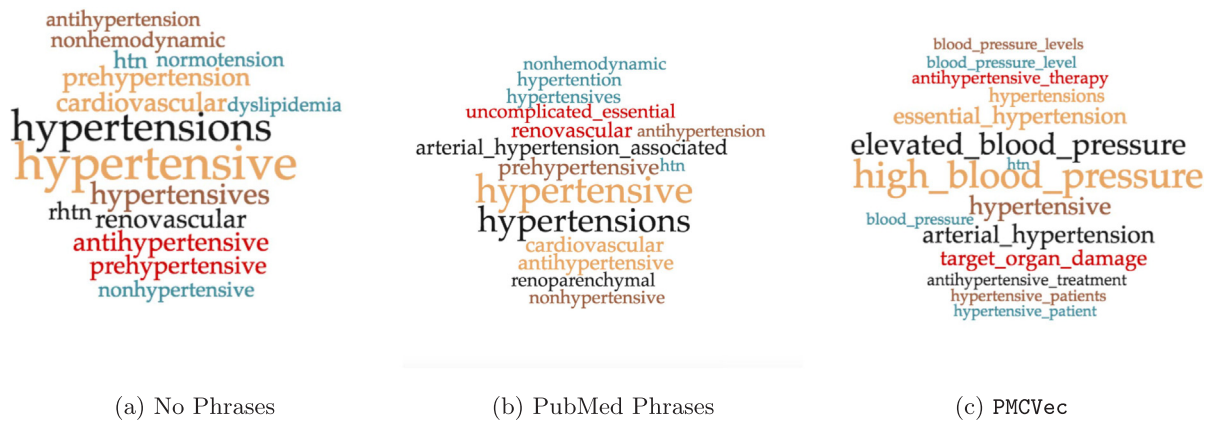 antihypertension
nonhemodynamic
htn normotension
prehypertension
cardiovascular dyslipidemia
hypertensions
hypertensive
hypertensives
rhtn renovascular
antihypertensive
prehypertensive
nonhypertensive
(a) No Phrases
nonhemodynamic
hypertention
hypertensives
uncomplicated_essential
renovascular antihypertension
arterial_hypertension_associated
prehypertensive htn
hypertensive
hypertensions
cardiovascular
antihypertensive
renoparenchymal
nonhypertensive
(b) PubMed Phrases
blood_pressure_levels
blood_pressure_level
antihypertensive_therapy
hypertensions
essential_hypertension
elevated_blood_pressure
htn
high_blood_pressure
hypertensive
blood_pressure
arterial_hypertension
target_organ_damage
antihypertensive_treatment
hypertensive_patients
hypertensive_patient
(c) PMCVec